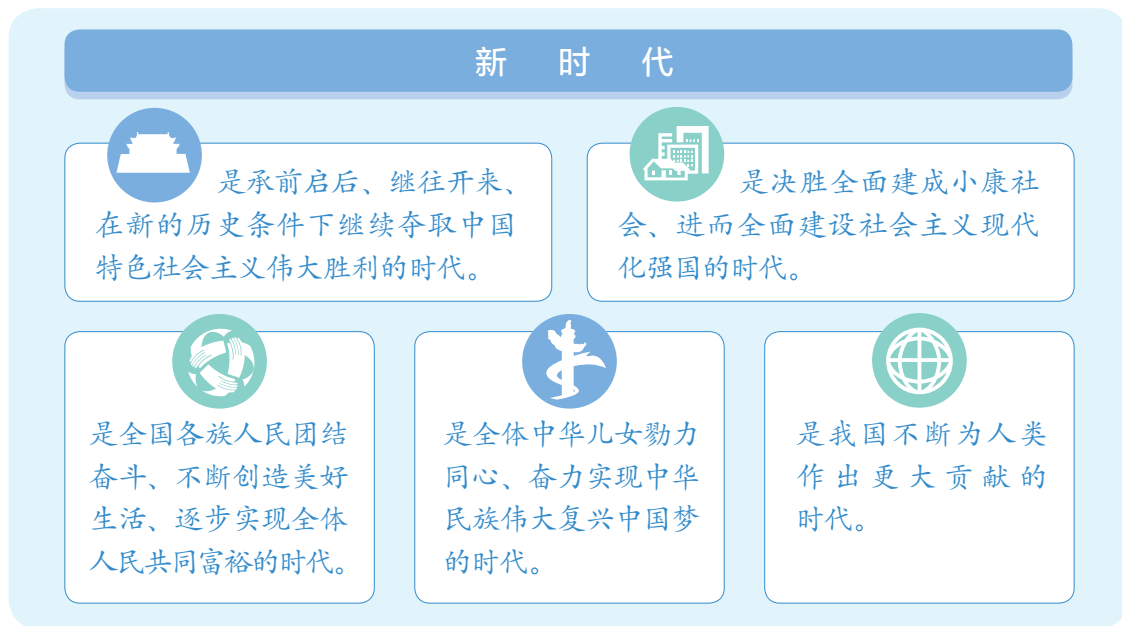 新时代
是承前启后、继往开来、
在新的历史条件下继续夺取中国
特色社会主义伟大胜利的时代。
是决胜全面建成小康社
会、进而全面建设社会主义现代
化强国的时代。
是全国各族人民团结
奋斗、不断创造美好
生活、逐步实现全体
人民共同富裕的时代。
是全体中华儿女勠力
同心、奋力实现中华
民族伟大复兴中国梦
的时代。
是我国不断为人类
作出更大贡献的
时代。